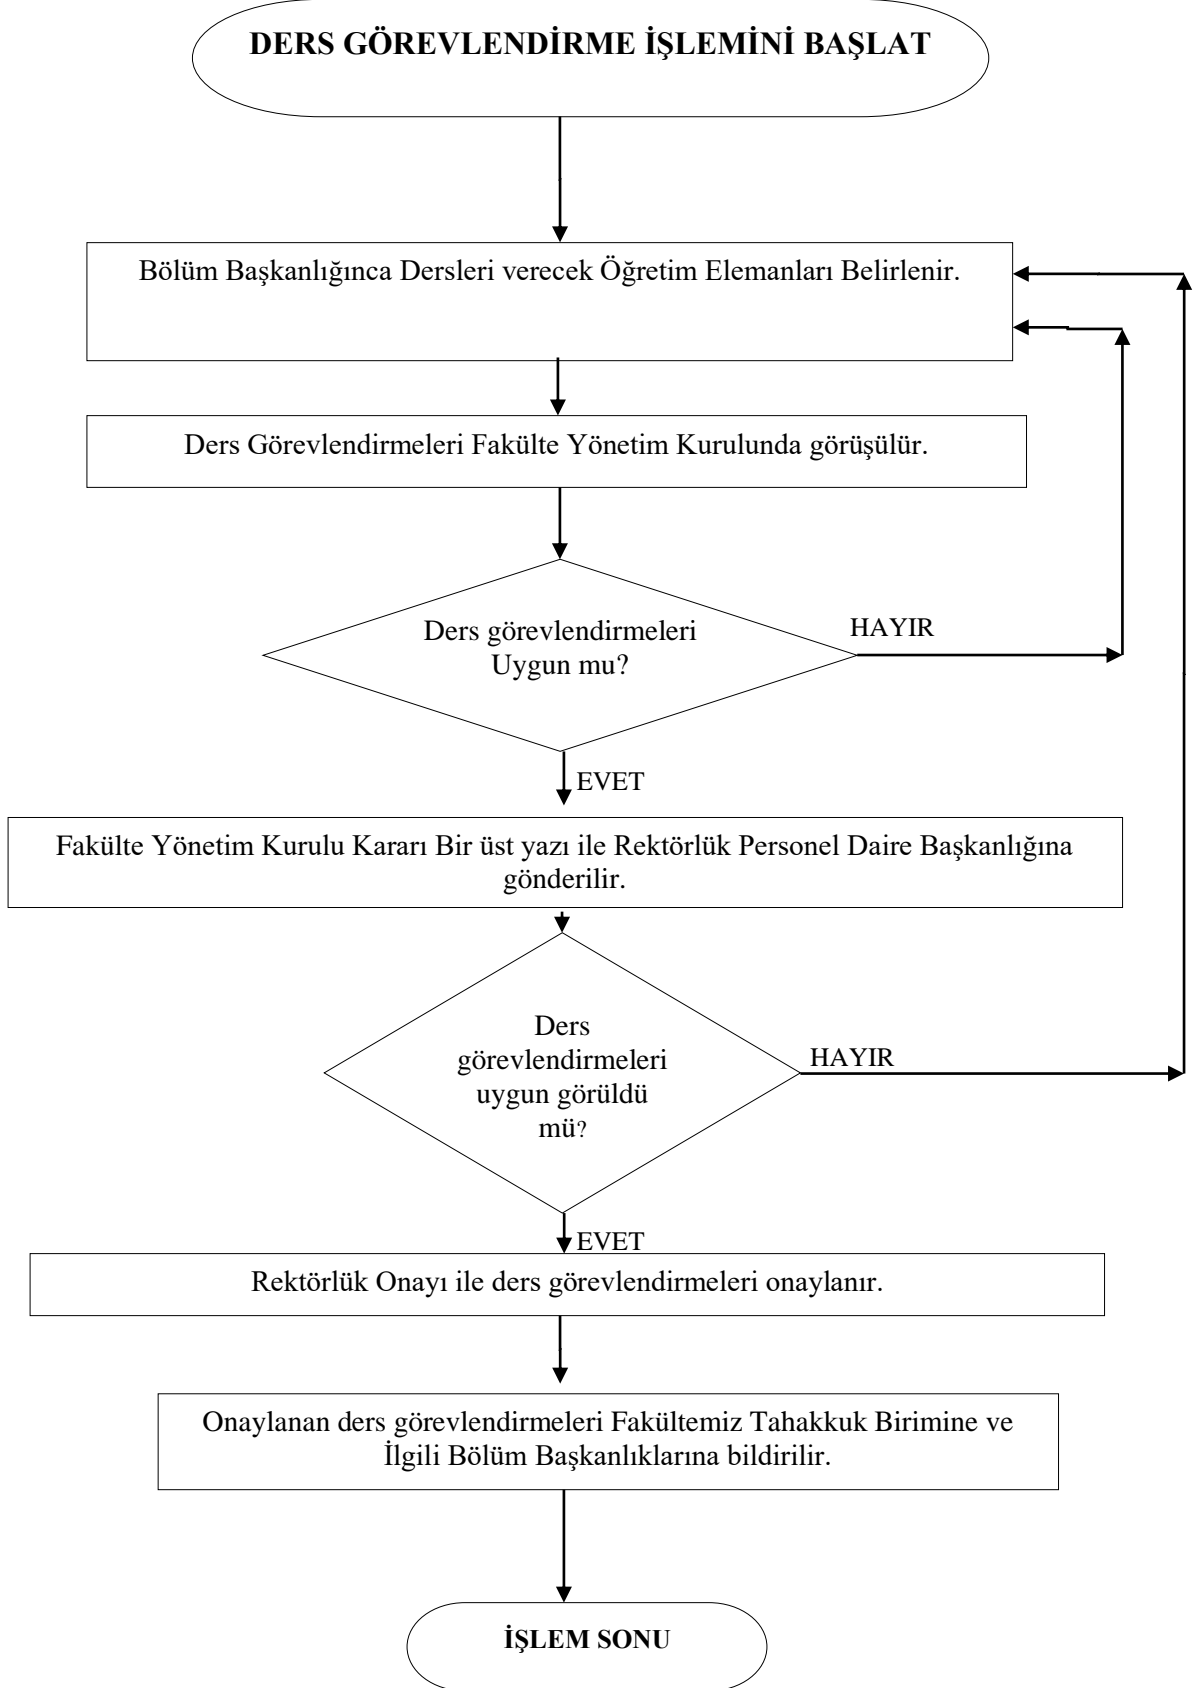 DERS GÖREVLENDİRME İŞLEMİNİ BAŞLAT
Bölüm Başkanlığınca Dersleri verecek Öğretim Elemanları Belirlenir.
Ders Görevlendirmeleri Fakülte Yönetim Kurulunda görüşülür.
Ders görevlendirmeleri
Uygun mu?
HAYIR
EVET
Fakülte Yönetim Kurulu Kararı Bir üst yazı ile Rektörlük Personel Daire Başkanlığına
gönderilir.
Ders
görevlendirmeleri
uygun görüldü
mü?
HAYIR
EVET
Rektörlük Onayı ile ders görevlendirmeleri onaylanır.
Onaylanan ders görevlendirmeleri Fakültemiz Tahakkuk Birimine ve
İlgili Bölüm Başkanlıklarına bildirilir.
İŞLEM SONU